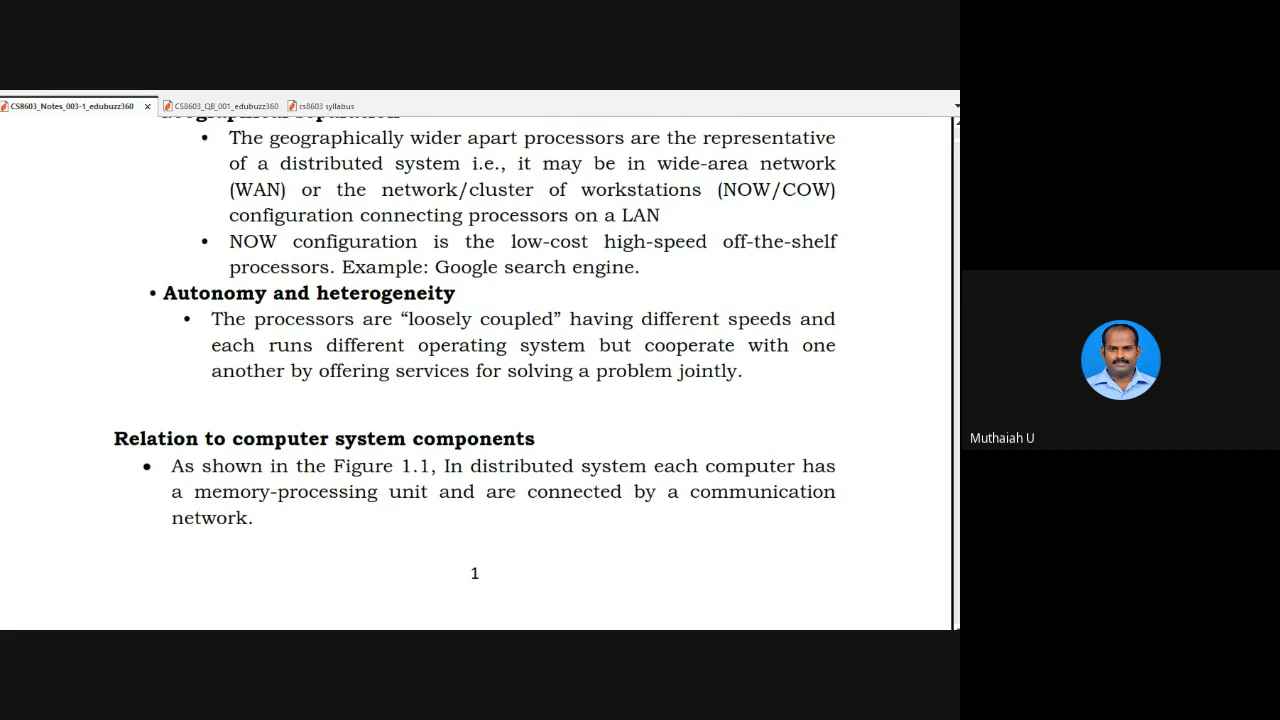 CS8603_Notes_003-1_edubuzz360
CS8603_QB_001_edubuzz360
cs8603 syllabus
Geographical separation
• The geographically wider apart processors are the representative
of a distributed system i.e., it may be in wide-area network
(WAN) or the network/cluster of workstations (NOW/COW)
configuration connecting processors on a LAN
• NOW configuration is the low-cost high-speed off-the-shelf
processors. Example: Google search engine.
• Autonomy and heterogeneity
• The processors are “loosely coupled” having different speeds and
each runs different operating system but cooperate with one
another by offering services for solving a problem jointly.
Relation to computer system components
• As shown in the Figure 1.1, In distributed system each computer has
a memory-processing unit and are connected by a communication
network.
1
Muthaiah U